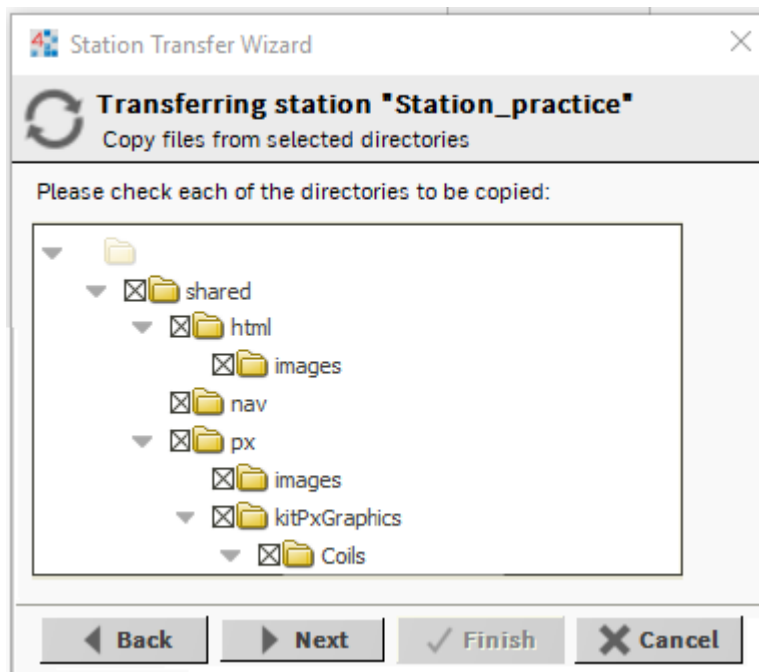 Station Transfer Wizard
Transferring station "Station_practice"
Copy files from selected directories
Please check each of the directories to be copied:
shared
html
images
nav
px
images
kitPxGraphics
Coils
Back Next Finish Cancel